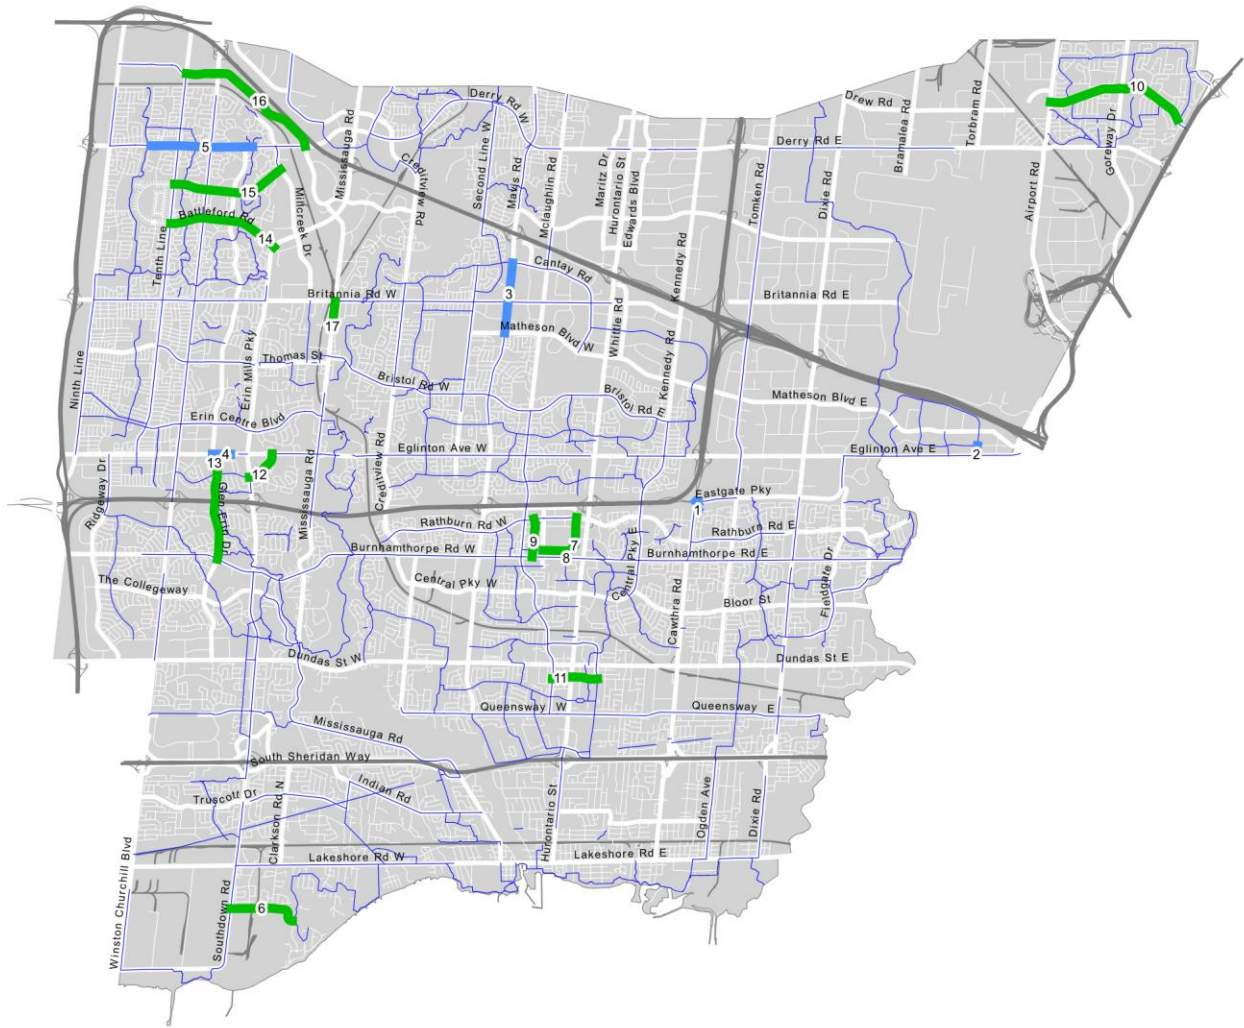 Derry Rd W
Drew Rd
Bramalea Rd
Torbram Rd
10
Goreway Dr
Airport Rd
16
Mississauga Rd
Second Line W
Mavis Rd
Mclaughlin Rd
Maritz Dr
Hurontario St
Edwards Blvd
Derry Rd E
5
Creditview Rd
Tomken Rd
Dixie Rd
15
Battleford Rd
14
Millcreek Dr
Tenth Line
Kennedy Rd
Cantay Rd
Britannia Rd W
3
Britannia Rd E
17
Matheson Blvd W
Whittle Rd
Kennedy Rd
Thomas St
Erin Mills Pky
Ninth Line
Bristol Rd W
Bristol Rd E
Matheson Blvd E
Erin Centre Blvd
Eglinton Ave W
Eglinton Ave E
2
4
13
12
Creditview Rd
Mississauga Rd
Ridgeway Dr
Glen Erin Dr
Eastgate Pky
1
Rathburn Rd W
Rathburn Rd E
9
7
8
Burnhamthorpe Rd W
Burnhamthorpe Rd E
Central Pky E
The Collegeway
Central Pky W
Bloor St
Fieldgate Dr
Cawthra Rd
Dundas St W
Dundas St E
11
Queensway W
Queensway E
Mississauga Rd
South Sheridan Way
Truscott Dr
Indian Rd
Clarkson Rd N
Hurontario St
Ogden Ave
Dixie Rd
Lakeshore Rd W
Lakeshore Rd E
Winston Churchill Blvd
Southdown Rd
6